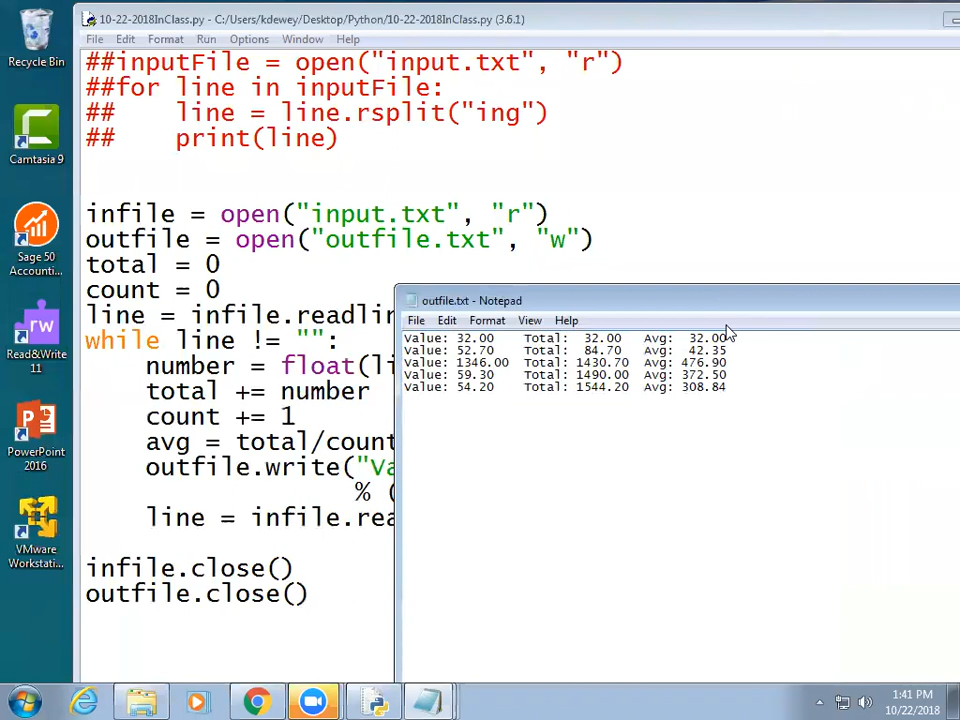 10-22-2018InClass.py - C:/Users/kdewey/Desktop/Python/10-22-2018InClass.py (3.6.1)
File Edit Format Run Options Window Help
##inputFile = open("input.txt", "r")
##for line in inputFile:
##    line = line.rsplit("ing")
##    print(line)
infile = open("input.txt", "r")
outfile = open("outfile.txt", "w")
total = 0
count = 0
line = infile.readlin
while line != "":
    number = float(li
    total += number
    count += 1
    avg = total/count
    outfile.write("Va
                  % (
    line = infile.rea
infile.close()
outfile.close()
outfile.txt - Notepad
File Edit Format View Help
Value: 32.00    Total:  32.00   Avg:  32.00
Value: 52.70    Total:  84.70   Avg:  42.35
Value: 1346.00  Total: 1430.70  Avg: 476.90
Value: 59.30    Total: 1490.00  Avg: 372.50
Value: 54.20    Total: 1544.20  Avg: 308.84
Recycle Bin
Camtasia 9
Sage 50
Accounti...
rw
Read&Write
11
PowerPoint
2016
VMware
Workstati...
1:41 PM
10/22/2018